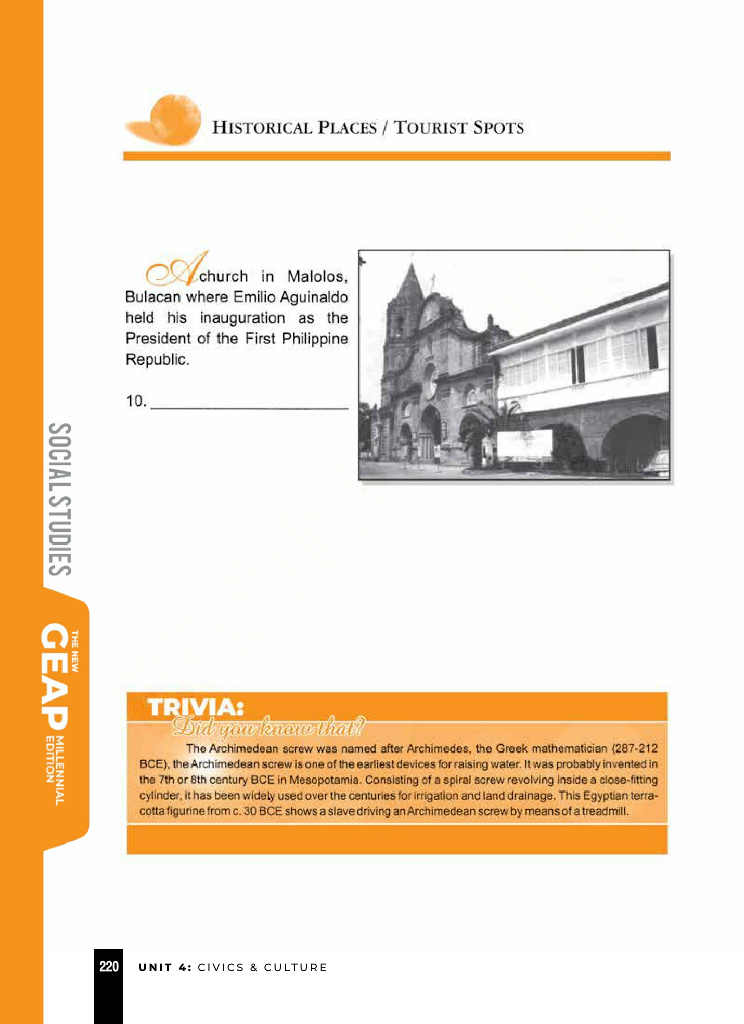 HISTORICAL PLACES / TOURIST SPOTS
A church in Malolos,
Bulacan where Emilio Aguinaldo
held his inauguration as the
President of the First Philippine
Republic.
10. ____________________
SOCIAL STUDIES
THE NEW
GEAP
MILLENNIAL
EDITION
TRIVIA:
Did you know that?
The Archimedean screw was named after Archimedes, the Greek mathematician (287-212
BCE), the Archimedean screw is one of the earliest devices for raising water. It was probably invented in
the 7th or 8th century BCE in Mesopotamia. Consisting of a spiral screw revolving inside a close-fitting
cylinder, it has been widely used over the centuries for irrigation and land drainage. This Egyptian terra-
cotta figurine from c. 30 BCE shows a slave driving an Archimedean screw by means of a treadmill.
220 UNIT 4: CIVICS & CULTURE